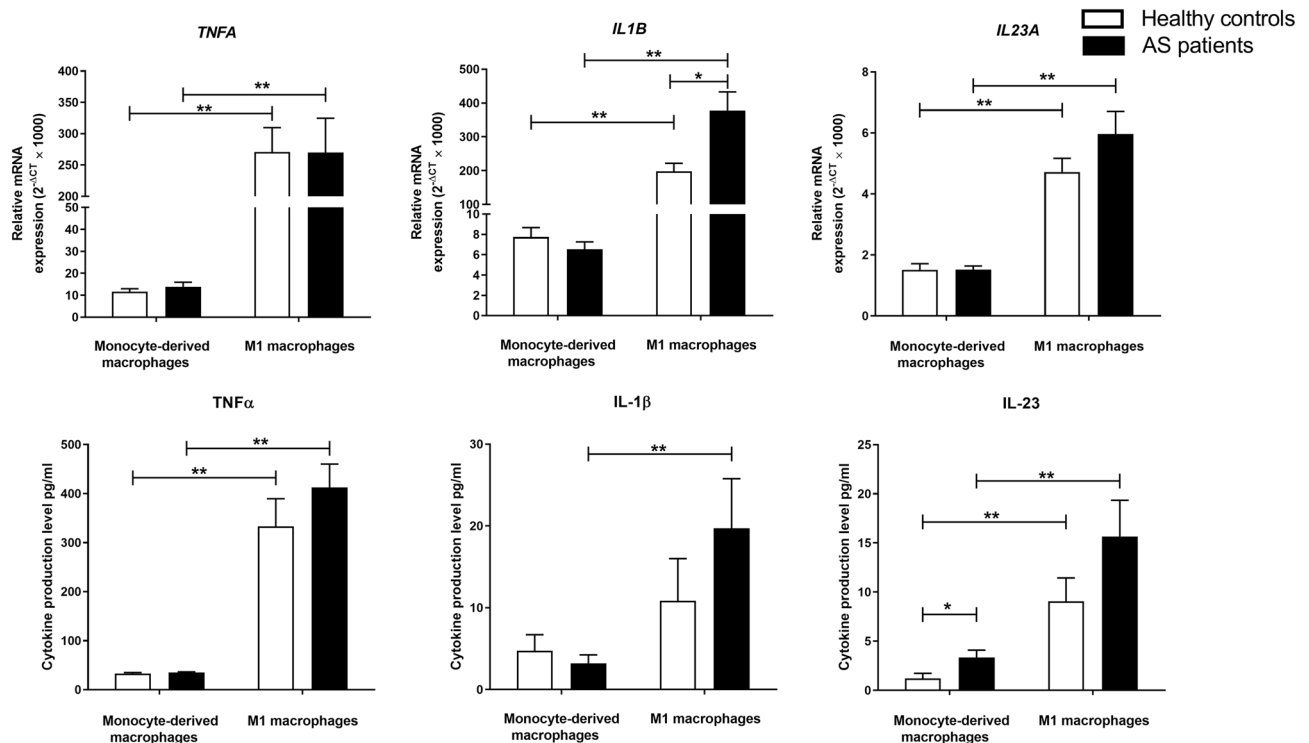 Healthy controls
AS patients
TNFA
Relative mRNA
expression (2^-ΔCT × 1000)
400
350
300
250
200
50
40
30
20
10
0
**
**
Monocyte-derived
macrophages
M1 macrophages
IL1B
Relative mRNA
expression (2^-ΔCT × 1000)
500
400
300
200
100
10
8
6
4
2
0
**
*
**
Monocyte-derived
macrophages
M1 macrophages
IL23A
Relative mRNA
expression (2^-ΔCT × 1000)
8
6
4
2
0
**
**
Monocyte-derived
macrophages
M1 macrophages
TNFα
Cytokine production level pg/ml
500
400
300
200
100
0
**
**
Monocyte-derived
macrophages
M1 macrophages
IL-1β
Cytokine production level pg/ml
30
20
10
0
**
Monocyte-derived
macrophages
M1 macrophages
IL-23
Cytokine production level pg/ml
25
20
15
10
5
0
**
**
*
Monocyte-derived
macrophages
M1 macrophages